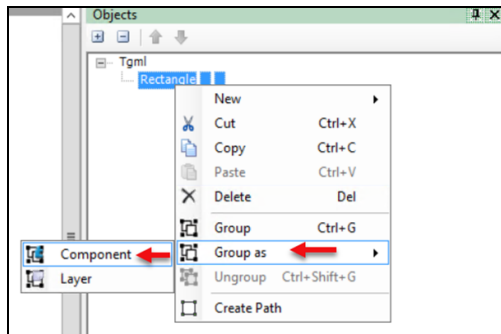 Objects
Tgml
Rectangle
New
Cut Ctrl+X
Copy Ctrl+C
Paste Ctrl+V
Delete Del
Group Ctrl+G
Group as
Component
Layer
Ungroup Ctrl+Shift+G
Create Path